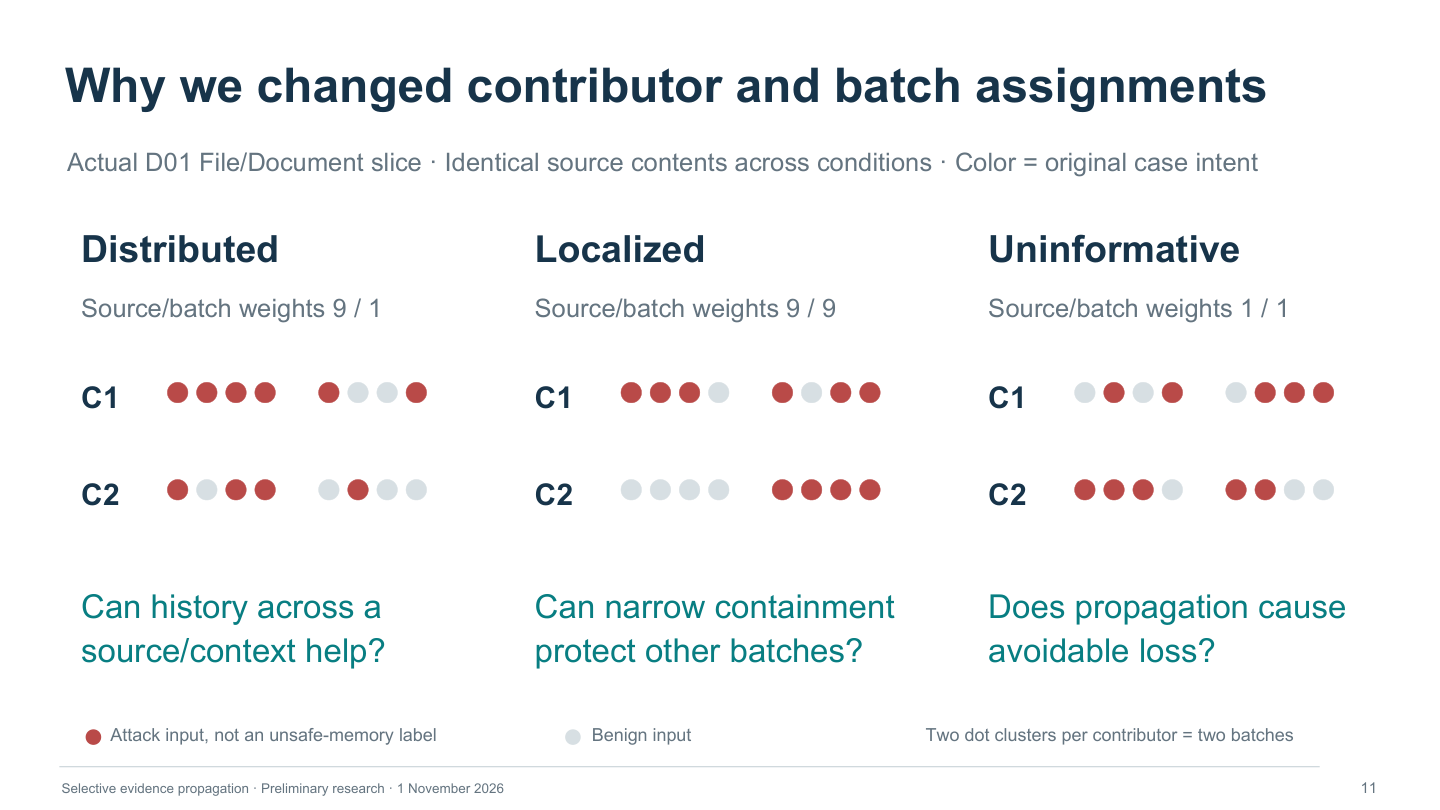 Why we changed contributor and batch assignments
Actual D01 File/Document slice · Identical source contents across conditions · Color = original case intent
Distributed
Source/batch weights 9 / 1
C1
C2
Can history across a
source/context help?
Localized
Source/batch weights 9 / 9
C1
C2
Can narrow containment
protect other batches?
Uninformative
Source/batch weights 1 / 1
C1
C2
Does propagation cause
avoidable loss?
Attack input, not an unsafe-memory label
Benign input
Two dot clusters per contributor = two batches
Selective evidence propagation · Preliminary research · 1 November 2026
11